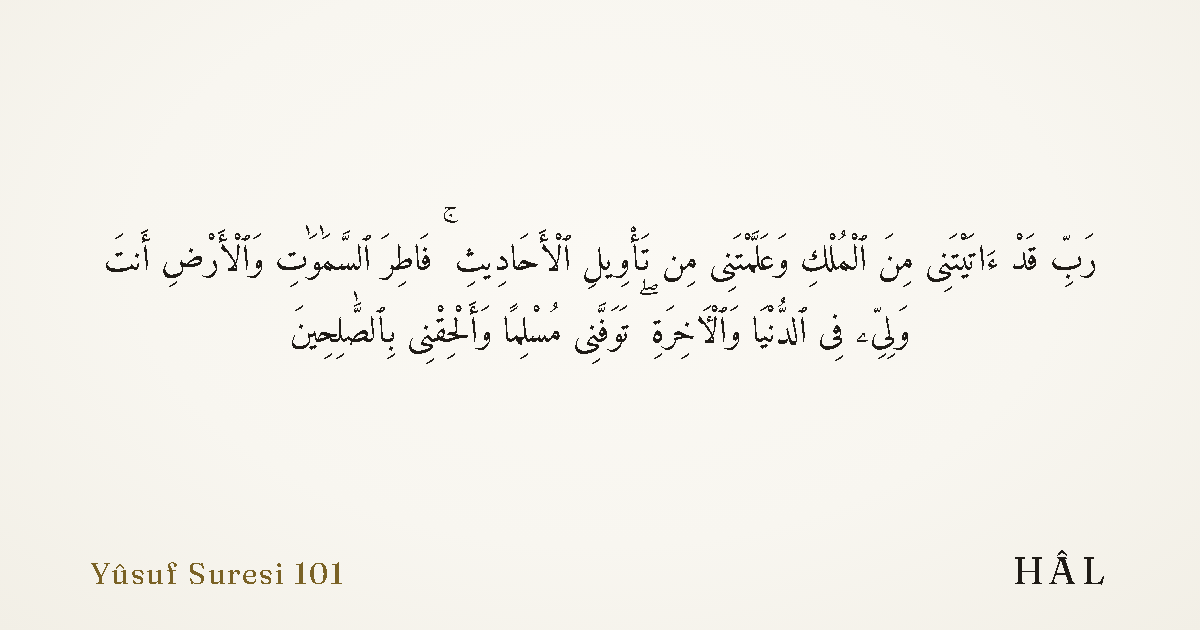 رَبِّ قَدْ ءَاتَيْتَنِى مِنَ ٱلْمُلْكِ وَعَلَّمْتَنِى مِن تَأْوِيلِ ٱلْأَحَادِيثِ ۚ فَاطِرَ ٱلسَّمَٰوَٰتِ وَٱلْأَرْضِ أَنتَ
وَلِىِّۦ فِى ٱلدُّنْيَا وَٱلْـَٔاخِرَةِ ۖ تَوَفَّنِى مُسْلِمًا وَأَلْحِقْنِى بِٱلصَّٰلِحِينَ
Yûsuf Suresi 101
HÂL